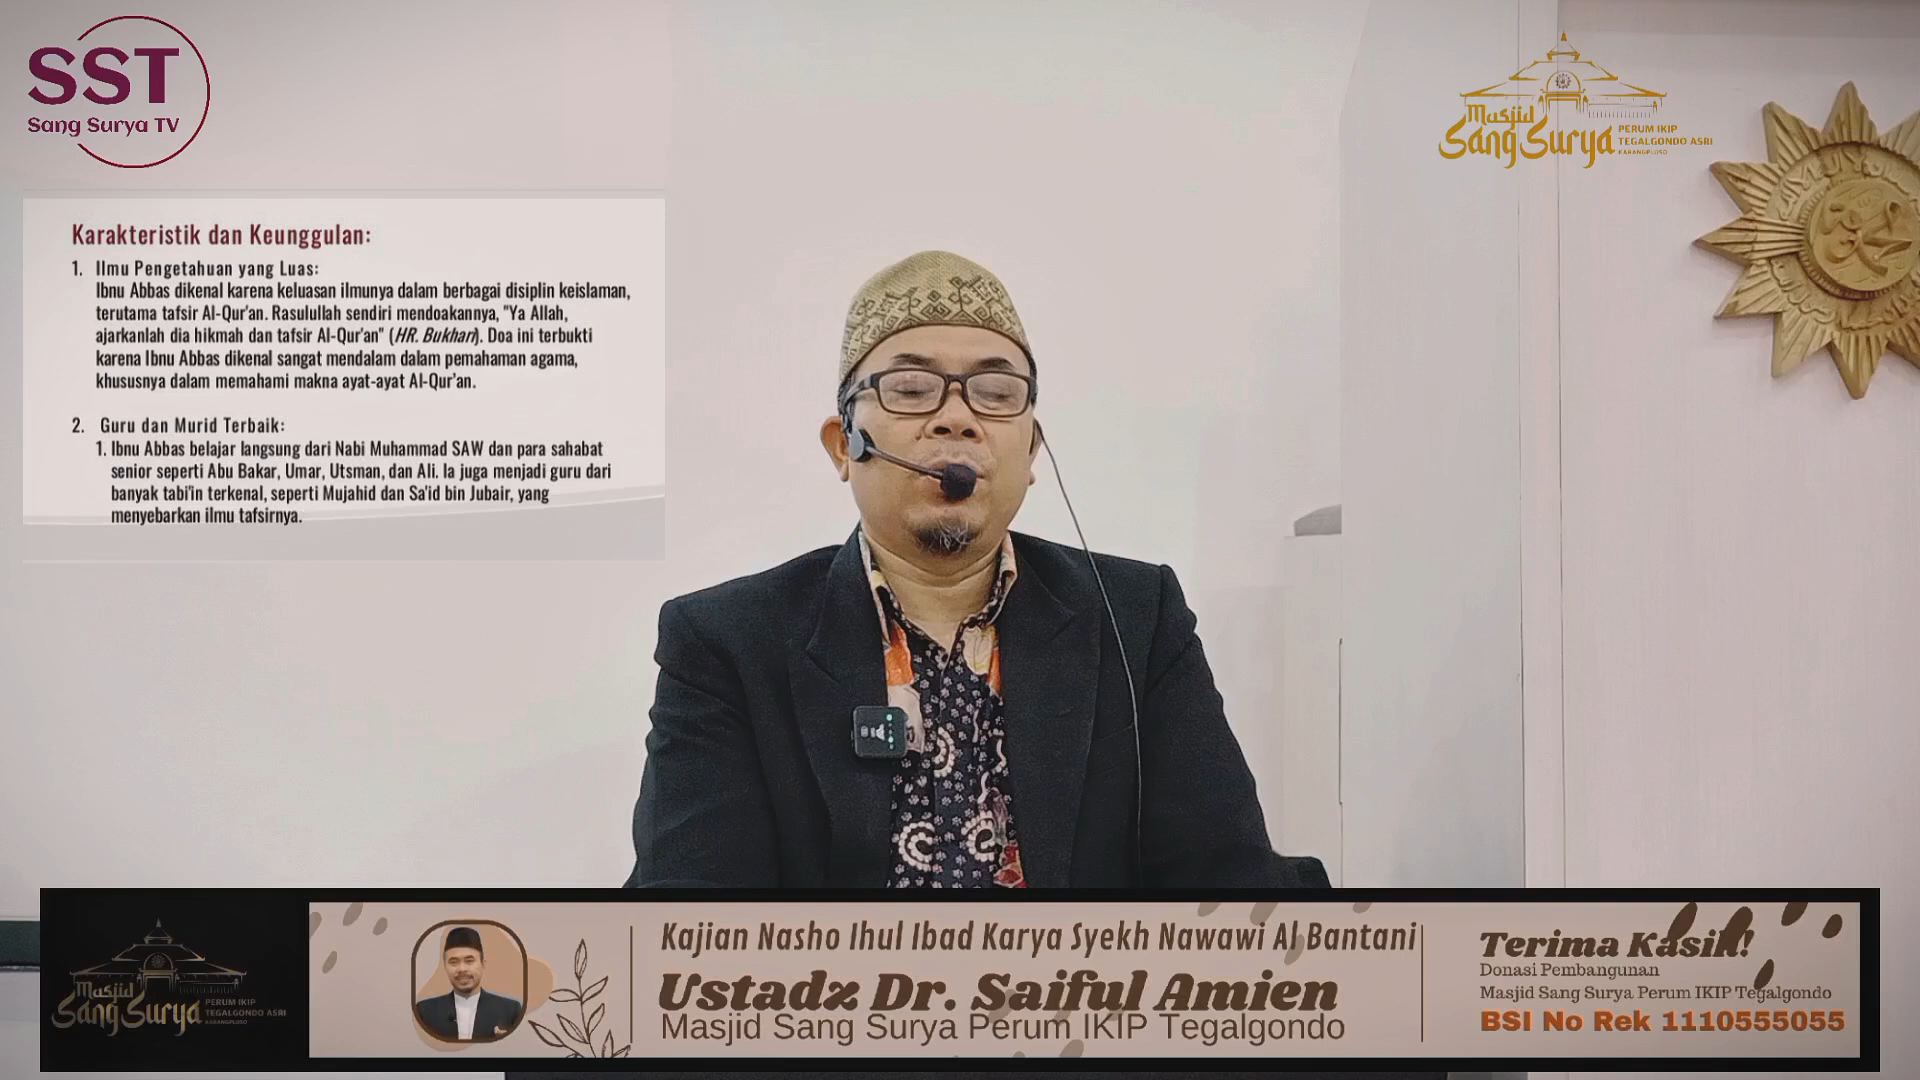 SST
Sang Surya TV
Masjid
Sang Surya
PERUM IKIP
TEGALGONDO ASRI
KARANGPLOSO
Karakteristik dan Keunggulan:
1. Ilmu Pengetahuan yang Luas:
Ibnu Abbas dikenal karena keluasan ilmunya dalam berbagai disiplin keislaman,
terutama tafsir Al-Qur'an. Rasulullah sendiri mendoakannya, "Ya Allah,
ajarkanlah dia hikmah dan tafsir Al-Qur'an" (HR. Bukhari). Doa ini terbukti
karena Ibnu Abbas dikenal sangat mendalam dalam pemahaman agama,
khususnya dalam memahami makna ayat-ayat Al-Qur'an.
2. Guru dan Murid Terbaik:
1. Ibnu Abbas belajar langsung dari Nabi Muhammad SAW dan para sahabat
senior seperti Abu Bakar, Umar, Utsman, dan Ali. Ia juga menjadi guru dari
banyak tabi'in terkenal, seperti Mujahid dan Sa'id bin Jubair, yang
menyebarkan ilmu tafsirnya.
Masjid
Sang Surya
PERUM IKIP
TEGALGONDO ASRI
KARANGPLOSO
Kajian Nasho Ihul Ibad Karya Syekh Nawawi Al Bantani
Ustadz Dr. Saiful Amien
Masjid Sang Surya Perum IKIP Tegalgondo
Terima Kasih!
Donasi Pembangunan
Masjid Sang Surya Perum IKIP Tegalgondo
BSI No Rek 1110555055